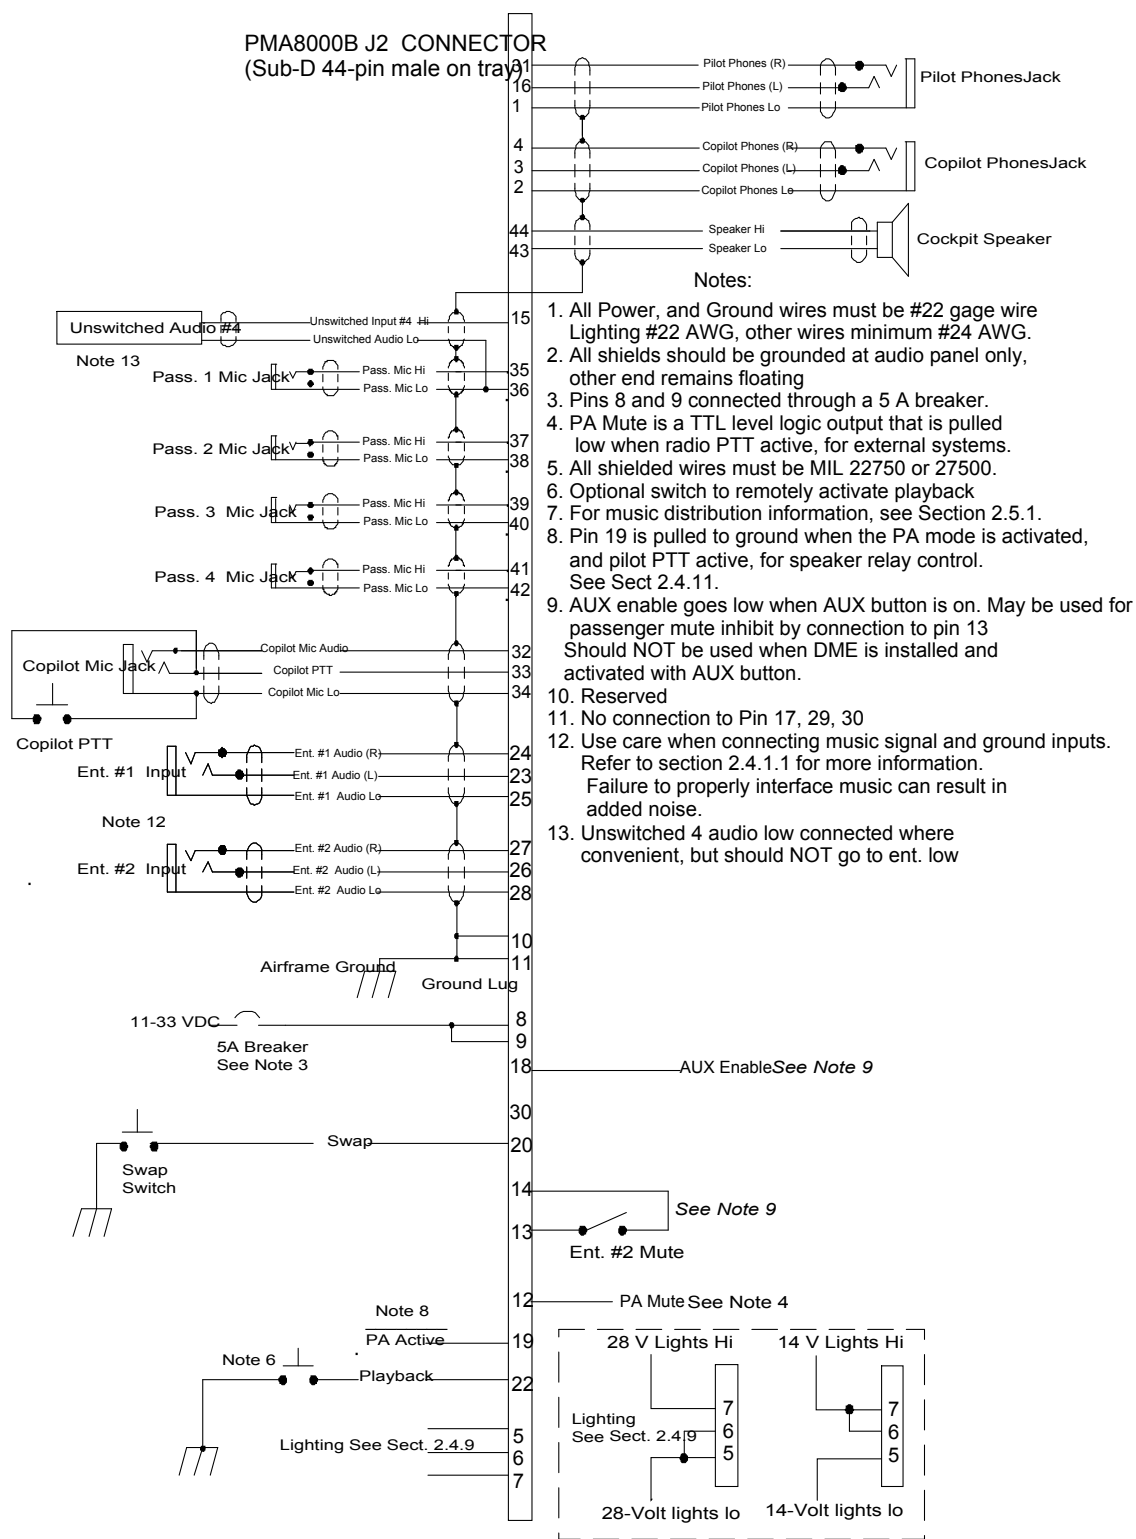 PMA8000B J2 CONNECTOR
(Sub-D 44-pin male on tray)
31
Pilot Phones (R)
16
Pilot Phones (L)
1
Pilot Phones Lo
Pilot PhonesJack
4
Copilot Phones (R)
3
Copilot Phones (L)
2
Copilot Phones Lo
Copilot PhonesJack
44
Speaker Hi
43
Speaker Lo
Cockpit Speaker
Unswitched Audio #4
Note 13
Unswitched Input #4 Hi
15
Unswitched Audio Lo
Pass. 1 Mic Jack
Pass. Mic Hi
35
Pass. Mic Lo
36
Pass. 2 Mic Jack
Pass. Mic Hi
37
Pass. Mic Lo
38
Pass. 3 Mic Jack
Pass. Mic Hi
39
Pass. Mic Lo
40
Pass. 4 Mic Jack
Pass. Mic Hi
41
Pass. Mic Lo
42
Copilot Mic Jack
Copilot Mic Audio
32
Copilot PTT
33
Copilot Mic Lo
34
Copilot PTT
Ent. #1 Input
Ent. #1 Audio (R)
24
Ent. #1 Audio (L)
23
Ent. #1 Audio Lo
25
Note 12
Ent. #2 Input
Ent. #2 Audio (R)
27
Ent. #2 Audio (L)
26
Ent. #2 Audio Lo
28
10
11
Airframe Ground
Ground Lug
Notes:
1. All Power, and Ground wires must be #22 gage wire
Lighting #22 AWG, other wires minimum #24 AWG.
2. All shields should be grounded at audio panel only,
other end remains floating
3. Pins 8 and 9 connected through a 5 A breaker.
4. PA Mute is a TTL level logic output that is pulled
low when radio PTT active, for external systems.
5. All shielded wires must be MIL 22750 or 27500.
6. Optional switch to remotely activate playback
7. For music distribution information, see Section 2.5.1.
8. Pin 19 is pulled to ground when the PA mode is activated,
and pilot PTT active, for speaker relay control.
See Sect 2.4.11.
9. AUX enable goes low when AUX button is on. May be used for
passenger mute inhibit by connection to pin 13
Should NOT be used when DME is installed and
activated with AUX button.
10. Reserved
11. No connection to Pin 17, 29, 30
12. Use care when connecting music signal and ground inputs.
Refer to section 2.4.1.1 for more information.
Failure to properly interface music can result in
added noise.
13. Unswitched 4 audio low connected where
convenient, but should NOT go to ent. low
11-33 VDC
8
9
5A Breaker
See Note 3
18
AUX Enable See Note 9
30
Swap
20
Swap
Switch
14
See Note 9
13
Ent. #2 Mute
12
PA Mute See Note 4
Note 8
PA Active
19
Note 6
Playback
22
Lighting See Sect. 2.4.9
5
6
7
28 V Lights Hi
14 V Lights Hi
Lighting
See Sect. 2.4.9
7
6
5
7
6
5
28-Volt lights lo
14-Volt lights lo